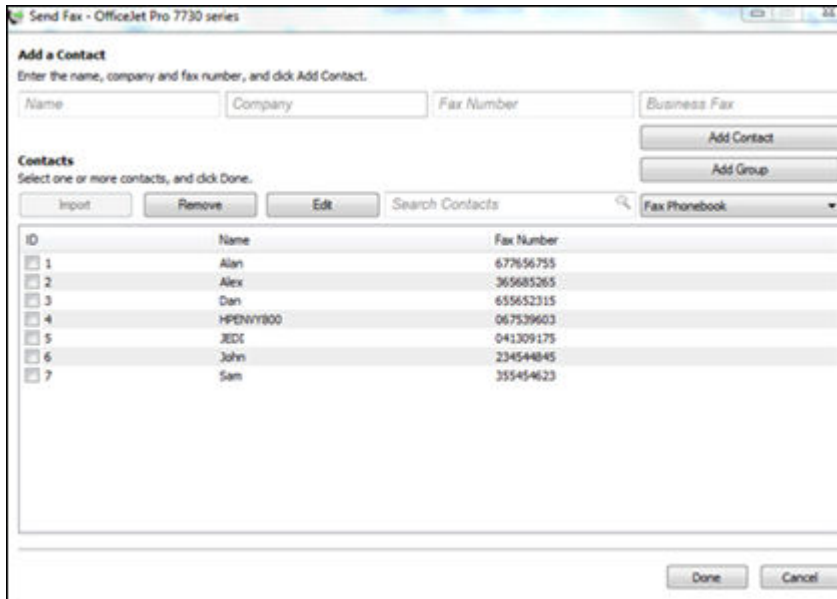 Send Fax - OfficeJet Pro 7730 series
Add a Contact
Enter the name, company and fax number, and click Add Contact.
Name Company Fax Number Business Fax
Add Contact
Contacts
Add Group
Select one or more contacts, and click Done.
Import Remove Edit Search Contacts Fax Phonebook
ID Name Fax Number
1 Alan 677656755
2 Alex 365685265
3 Dan 655652315
4 HPENVY800 067539603
5 JEDI 041309175
6 John 234544845
7 Sam 355454623
Done Cancel